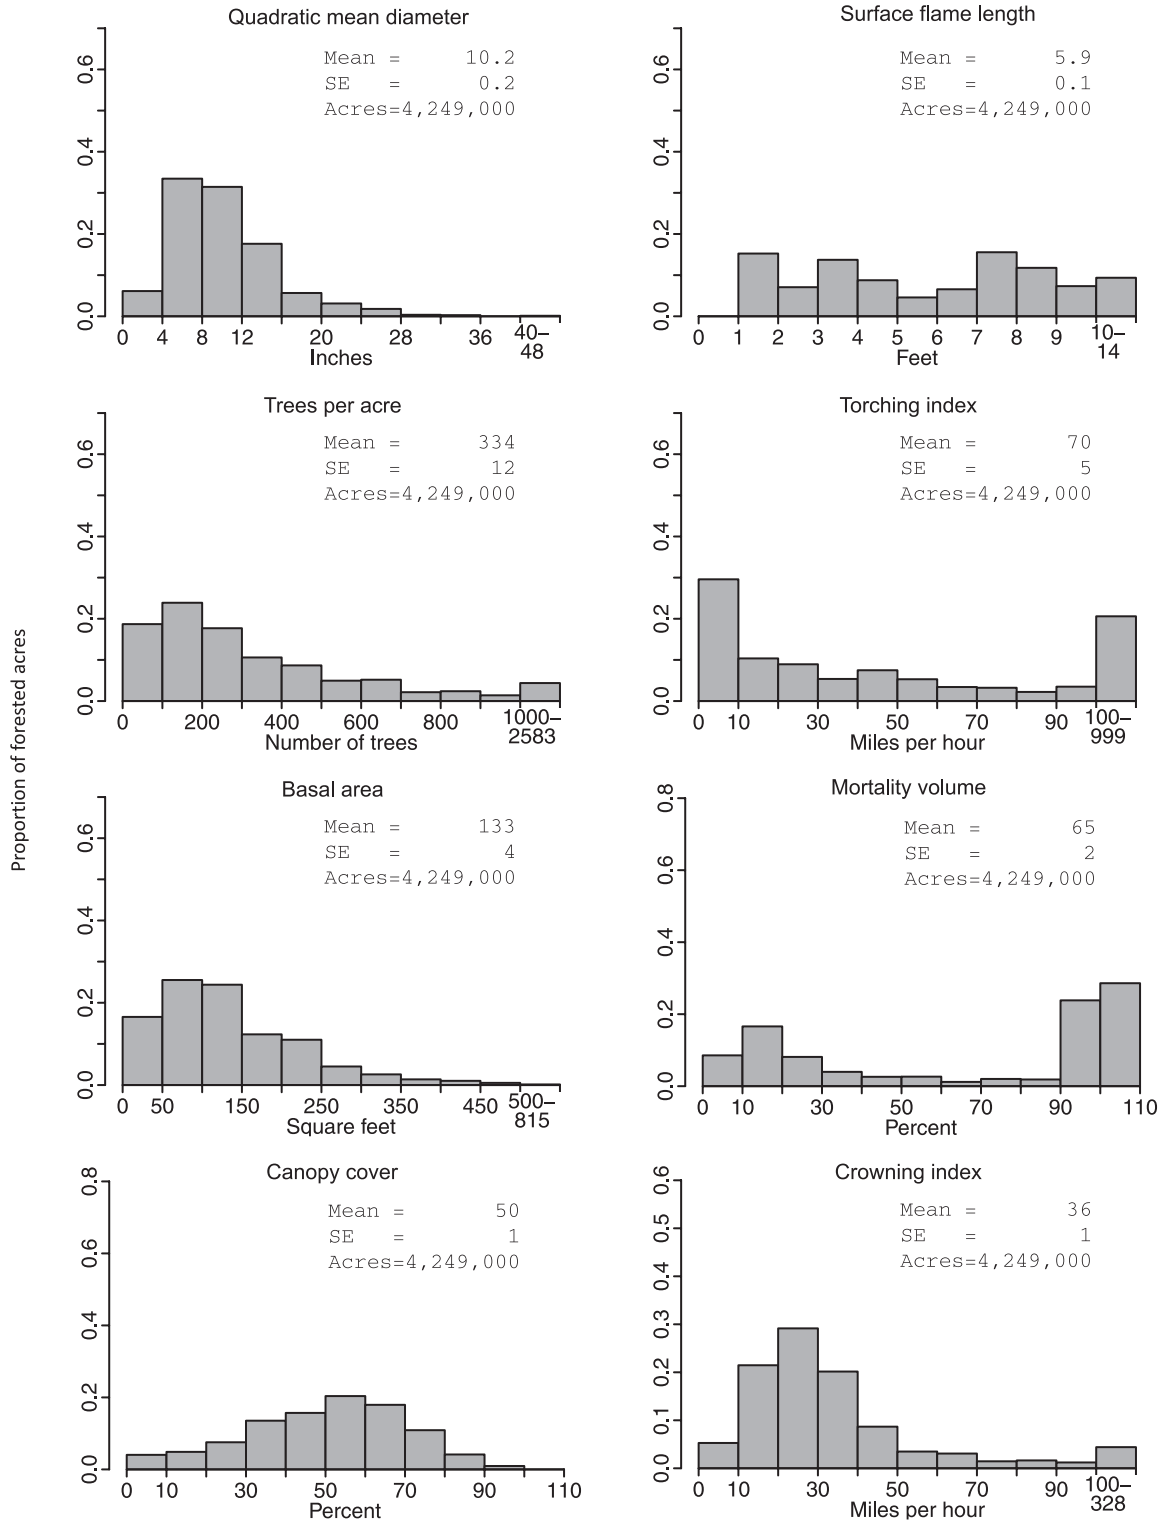 Proportion of forested acres
Quadratic mean diameter
Mean = 10.2
SE = 0.2
Acres=4,249,000
0.0 0.2 0.4 0.6
0 4 8 12 20 28 36 40–
48
Inches
Surface flame length
Mean = 5.9
SE = 0.1
Acres=4,249,000
0.0 0.2 0.4 0.6
0 1 2 3 4 5 6 7 8 9 10–
14
Feet
Trees per acre
Mean = 334
SE = 12
Acres=4,249,000
0.0 0.2 0.4 0.6
0 200 400 600 800 1000–
2583
Number of trees
Torching index
Mean = 70
SE = 5
Acres=4,249,000
0.0 0.2 0.4 0.6
0 10 30 50 70 90 100–
999
Miles per hour
Basal area
Mean = 133
SE = 4
Acres=4,249,000
0.0 0.2 0.4 0.6
0 50 150 250 350 450 500–
815
Square feet
Mortality volume
Mean = 65
SE = 2
Acres=4,249,000
0.0 0.2 0.4 0.6 0.8
0 10 30 50 70 90 110
Percent
Canopy cover
Mean = 50
SE = 1
Acres=4,249,000
0.0 0.2 0.4 0.6 0.8
0 10 30 50 70 90 110
Percent
Crowning index
Mean = 36
SE = 1
Acres=4,249,000
0.0 0.1 0.2 0.3 0.4 0.5 0.6
0 10 30 50 70 90 100–
328
Miles per hour